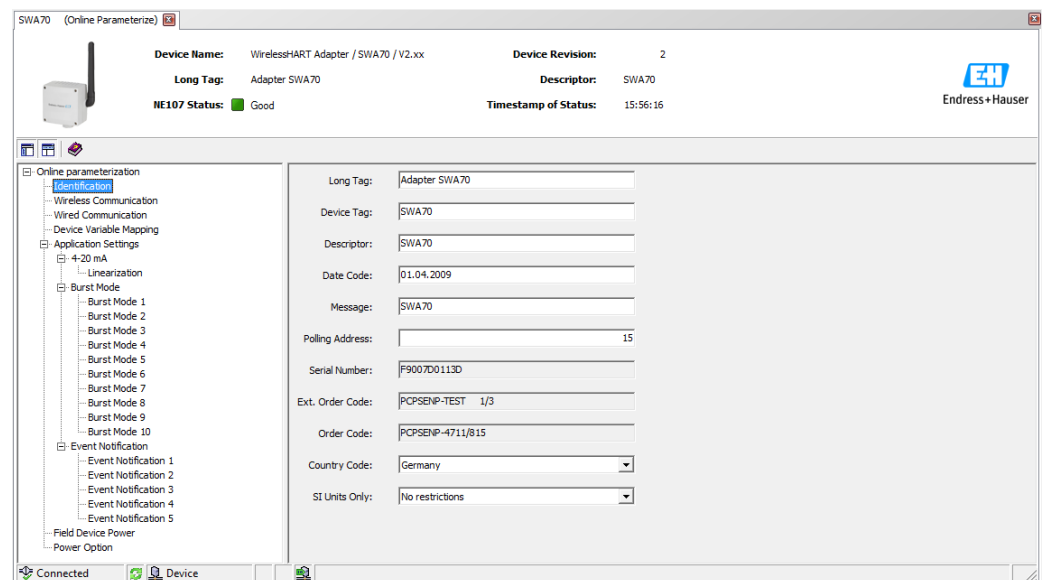 SWA70 (Online Parameterize)
Device Name: WirelessHART Adapter / SWA70 / V2.xx Device Revision: 2
Long Tag: Adapter SWA70 Descriptor: SWA70
NE107 Status: Good Timestamp of Status: 15:56:16
EH
Endress+Hauser
Online parameterization
Identification
Wireless Communication
Wired Communication
Device Variable Mapping
Application Settings
4-20 mA
Linearization
Burst Mode
Burst Mode 1
Burst Mode 2
Burst Mode 3
Burst Mode 4
Burst Mode 5
Burst Mode 6
Burst Mode 7
Burst Mode 8
Burst Mode 9
Burst Mode 10
Event Notification
Event Notification 1
Event Notification 2
Event Notification 3
Event Notification 4
Event Notification 5
Field Device Power
Power Option
Long Tag: Adapter SWA70
Device Tag: SWA70
Descriptor: SWA70
Date Code: 01.04.2009
Message: SWA70
Polling Address: 15
Serial Number: F9007D0113D
Ext. Order Code: PCPSENP-TEST 1/3
Order Code: PCPSENP-4711/815
Country Code: Germany
SI Units Only: No restrictions
Connected Device